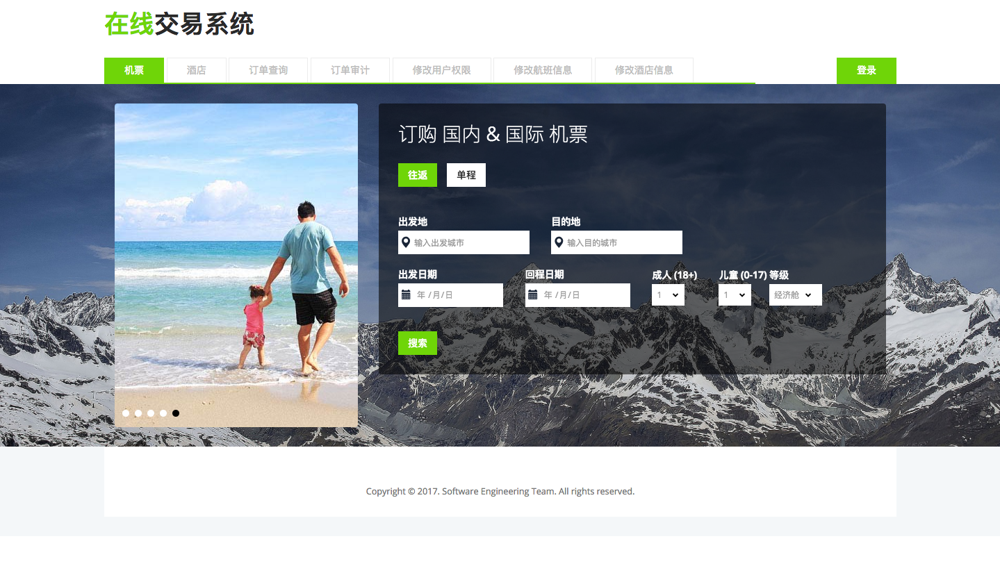 在线交易系统
机票 酒店 订单查询 订单审计 修改用户权限 修改航班信息 修改酒店信息 登录
订购 国内 & 国际 机票
往返 单程
出发地 目的地
输入出发城市 输入目的城市
出发日期 回程日期 成人 (18+) 儿童 (0-17) 等级
年 /月/日 年 /月/日 1 1 经济舱
搜索
Copyright © 2017. Software Engineering Team. All rights reserved.